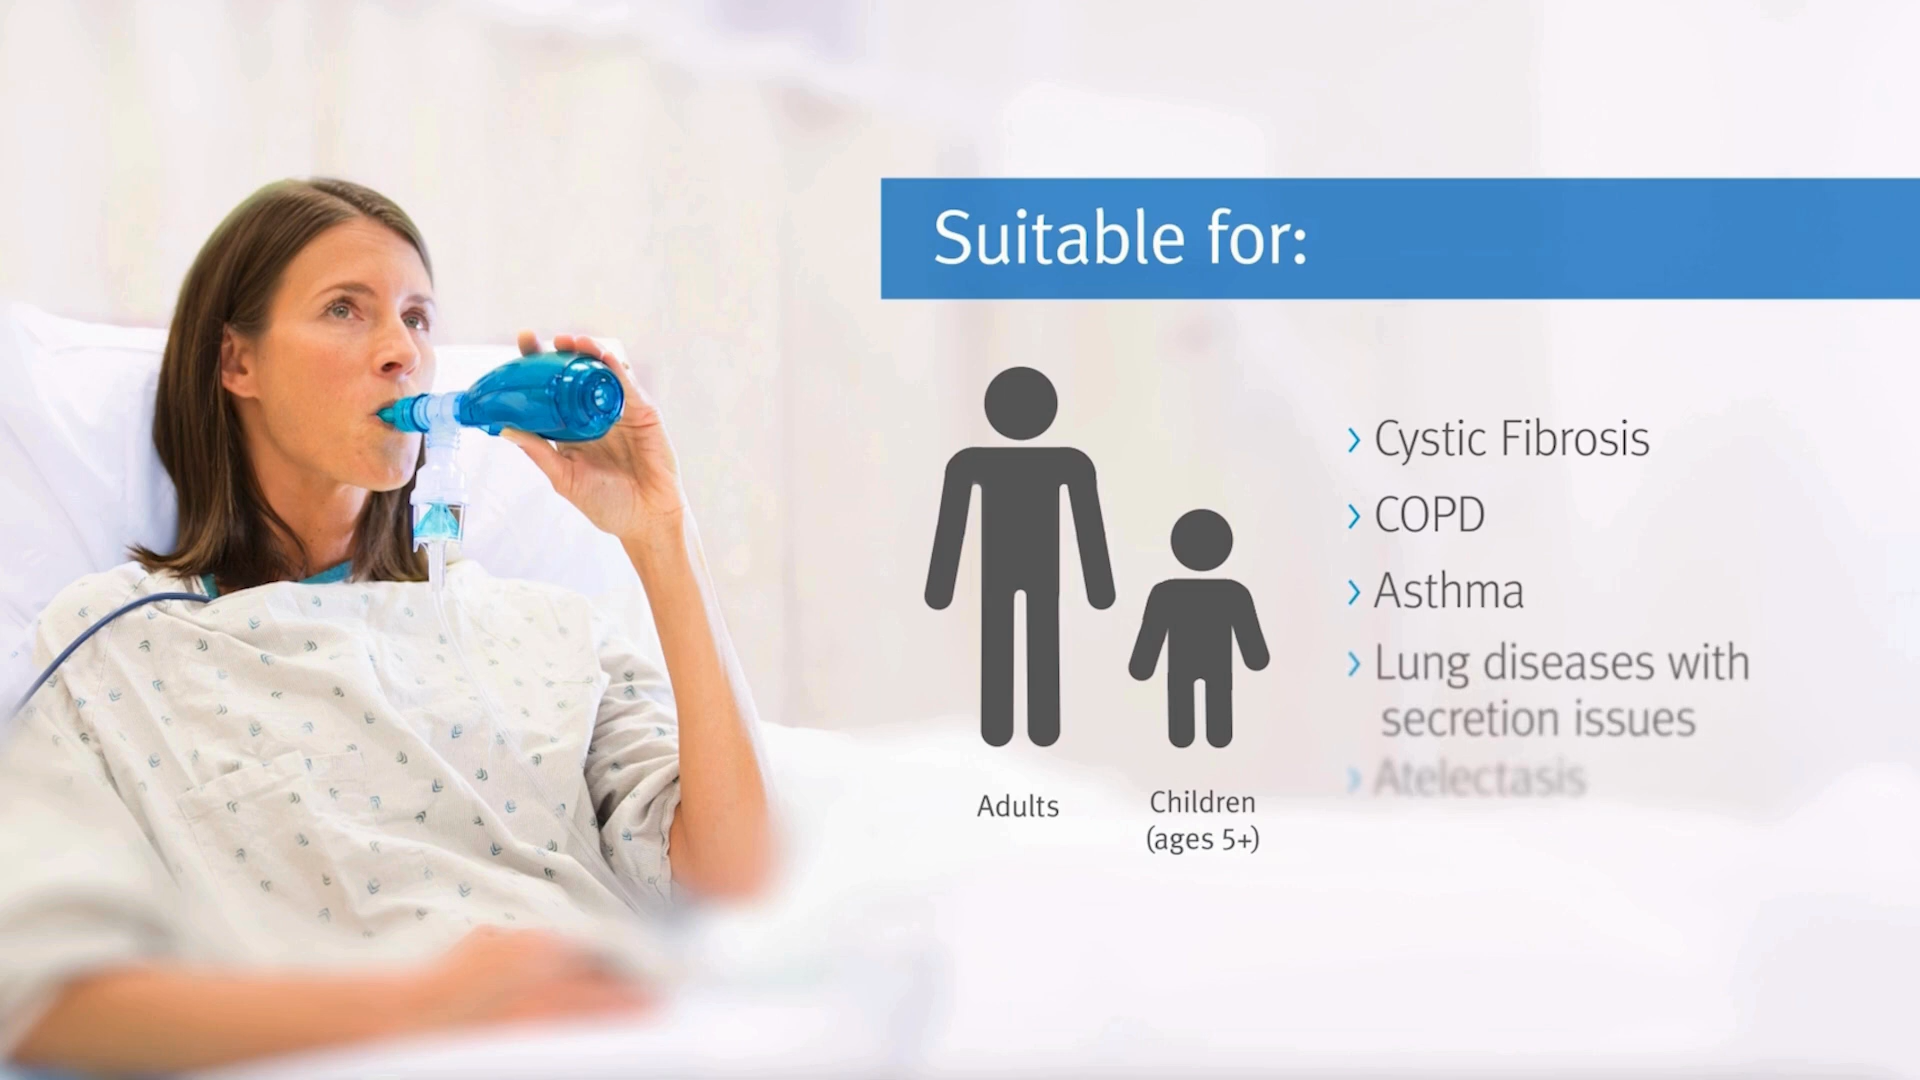 Suitable for:
› Cystic Fibrosis
› COPD
› Asthma
› Lung diseases with
secretion issues
› Atelectasis
Adults
Children
(ages 5+)